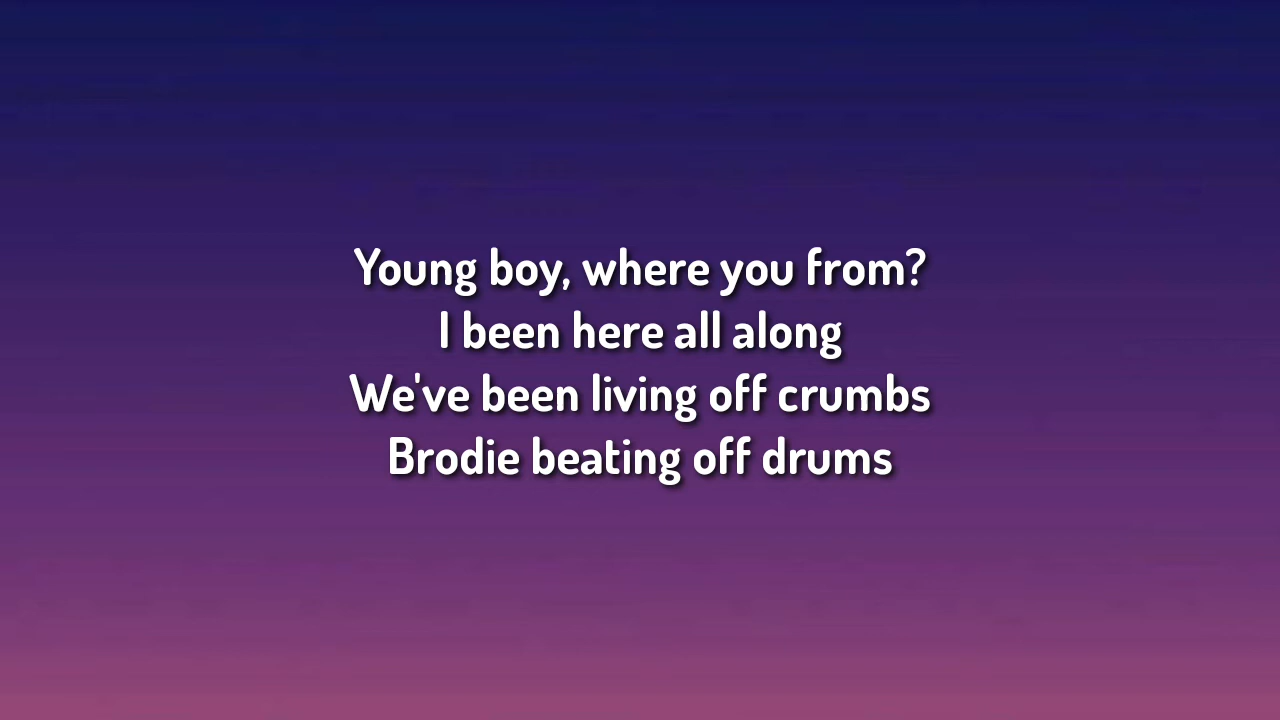 Young boy, where you from?
I been here all along
We've been living off crumbs
Brodie beating off drums